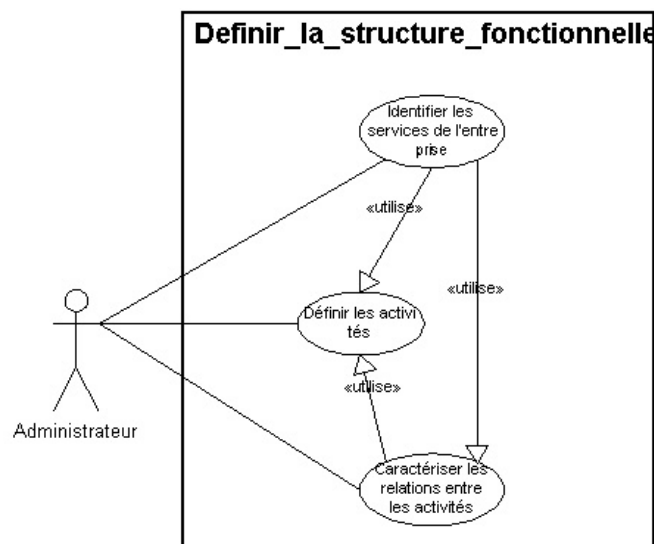 Definir_la_structure_fonctionnelle
Identifier les
services de l'entre
prise
«utilise»
«utilise»
Définir les activi
tés
«utilise»
Administrateur
Caractériser les
relations entre
les activités